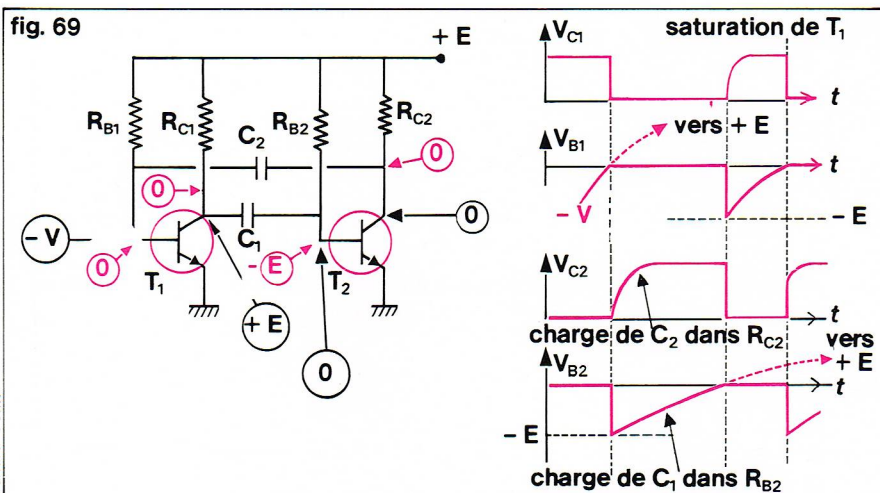 fig. 69
+ E
R_B1
R_C1
R_B2
R_C2
C_2
0
0
0
– V
C_1
0
- E
T_1
T_2
+ E
0
V_C1
saturation de T_1
t
vers + E
V_B1
t
– V
– E
V_C2
t
charge de C_2 dans R_C2
vers
+ E
V_B2
t
– E
charge de C_1 dans R_B2